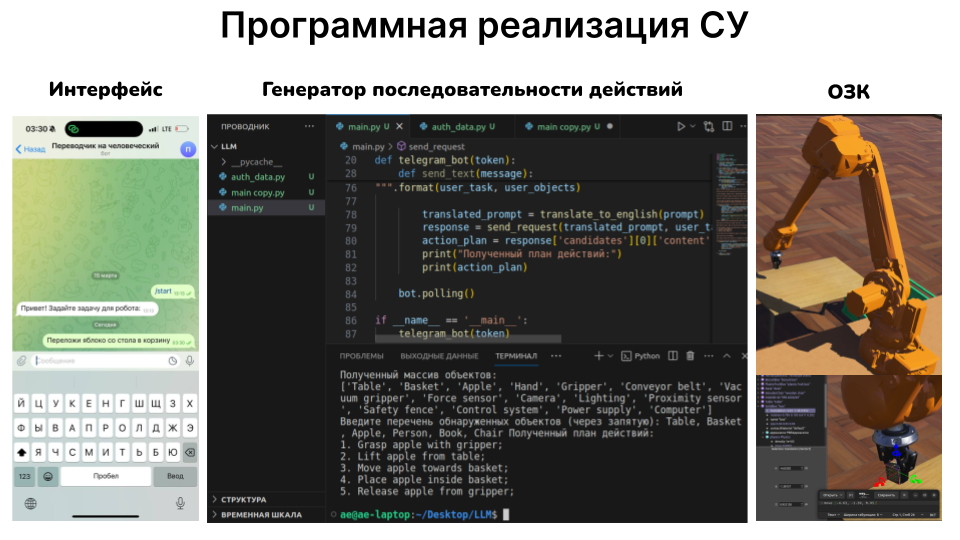 Программная реализация СУ
Интерфейс
Генератор последовательности действий
ОЗК
03:30
LTE
Назад
Переводчик на человеческий
бот
П
15 марта
/start
Привет! Задайте задачу для робота:
Сегодня
Переложи яблоко со стола в корзину
Сообщение
Й Ц У К Е Н Г Ш Щ З Х
Ф Ы В А П Р О Л Д Ж Э
Я Ч С М И Т Ь Б Ю
123
Пробел
Ввод
ПРОВОДНИК
LLM
__pycache__
auth_data.py U
main copy.py U
main.py U
СТРУКТУРА
ВРЕМЕННАЯ ШКАЛА
main.py U
auth_data.py U
main copy.py U
main.py > send_request
20 def telegram_bot(token):
28 def send_text(message):
76 """.format(user_task, user_objects)
77
78 translated_prompt = translate_to_english(prompt)
79 response = send_request(translated_prompt, user_t
80 action_plan = response['candidates'][0]['content'
81 print("Полученный план действий:")
82 print(action_plan)
83
84 bot.polling()
85
86 if __name__ == '__main__':
87 telegram_bot(token)
ПРОБЛЕМЫ
ВЫХОДНЫЕ ДАННЫЕ
ТЕРМИНАЛ
Python
Полученный массив объектов:
['Table', 'Basket', 'Apple', 'Hand', 'Gripper', 'Conveyor belt', 'Vac
uum gripper', 'Force sensor', 'Camera', 'Lighting', 'Proximity sensor
', 'Safety fence', 'Control system', 'Power supply', 'Computer']
Введите перечень обнаруженных объектов (через запятую): Table, Basket
, Apple, Person, Book, Chair Полученный план действий:
1. Grasp apple with gripper;
2. Lift apple from table;
3. Move apple towards basket;
4. Place apple inside basket;
5. Release apple from gripper;
ae@ae-laptop:~/Desktop/LLM$